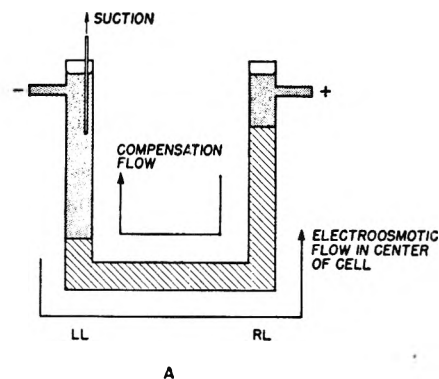 SUCTION
−
+
COMPENSATION
FLOW
ELECTROOSMOTIC
FLOW IN CENTER
OF CELL
LL
RL
A